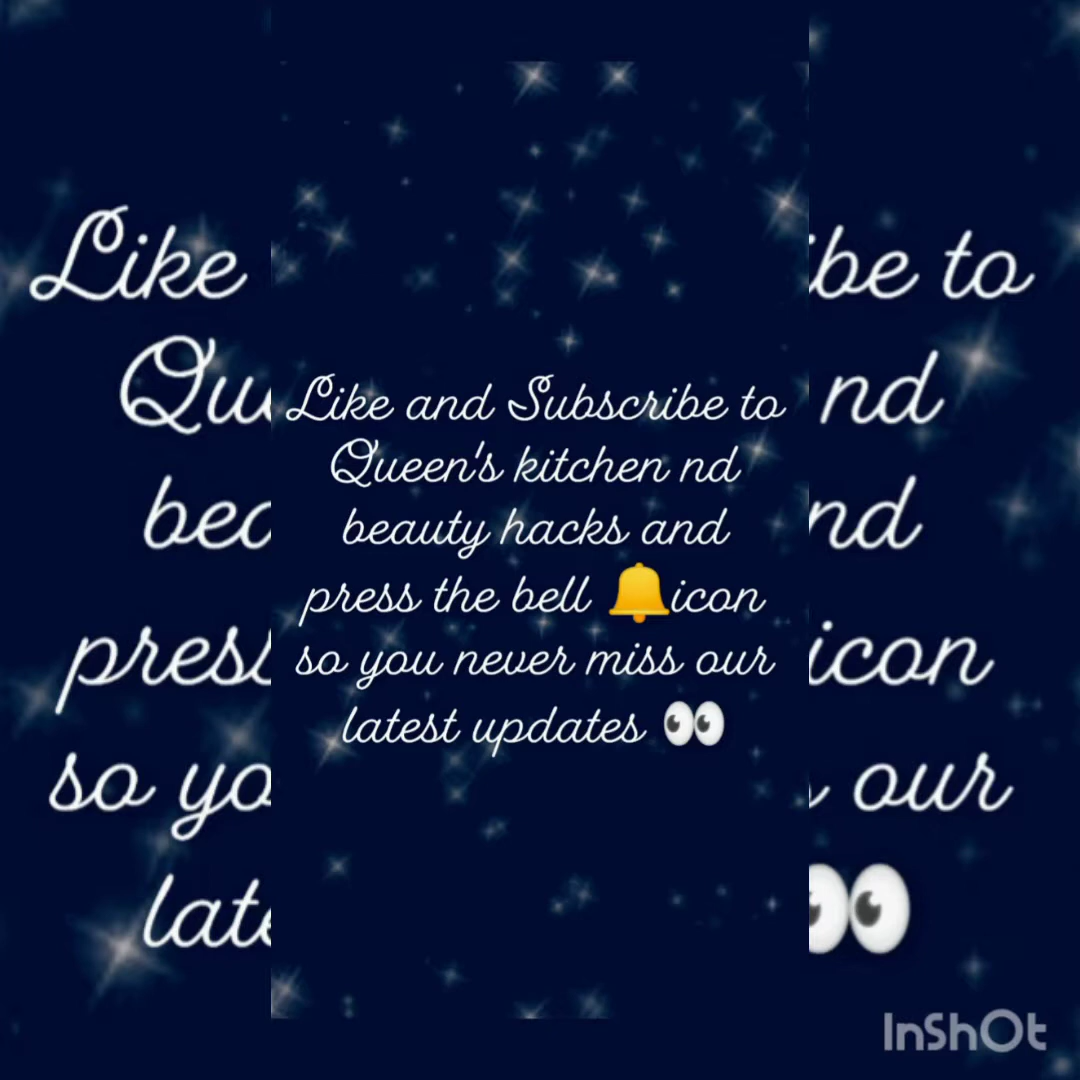 Like and Subscribe to
Queen's kitchen nd
beauty hacks and
press the bell 🔔icon
so you never miss our
latest updates 👀
InShOt